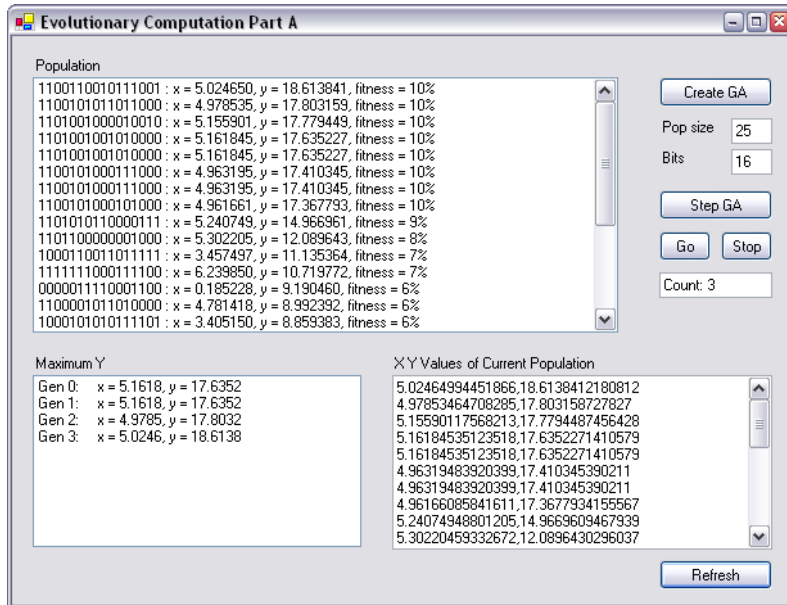 Evolutionary Computation Part A
Population
1100110010111001 : x = 5.024650, y = 18.613841, fitness = 10%
1100101011011000 : x = 4.978535, y = 17.803159, fitness = 10%
1101001000010010 : x = 5.155901, y = 17.779449, fitness = 10%
1101001001010000 : x = 5.161845, y = 17.635227, fitness = 10%
1101001001010000 : x = 5.161845, y = 17.635227, fitness = 10%
1100101000111000 : x = 4.963195, y = 17.410345, fitness = 10%
1100101000111000 : x = 4.963195, y = 17.410345, fitness = 10%
1100101000101000 : x = 4.961661, y = 17.367793, fitness = 10%
1101010110000111 : x = 5.240749, y = 14.966961, fitness = 9%
1101100000001000 : x = 5.302205, y = 12.089643, fitness = 8%
1000110011011111 : x = 3.457497, y = 11.135364, fitness = 7%
1111111000111100 : x = 6.239850, y = 10.719772, fitness = 7%
0000011110001100 : x = 0.185228, y = 9.190460, fitness = 6%
1100001011010000 : x = 4.781418, y = 8.992392, fitness = 6%
1000101010111101 : x = 3.405150, y = 8.859383, fitness = 6%
Create GA
Pop size 25
Bits 16
Step GA
Go Stop
Count: 3
Maximum Y
Gen 0: x = 5.1618, y = 17.6352
Gen 1: x = 5.1618, y = 17.6352
Gen 2: x = 4.9785, y = 17.8032
Gen 3: x = 5.0246, y = 18.6138
X Y Values of Current Population
5.02464994451866,18.6138412180812
4.97853464708285,17.803158727827
5.15590117568213,17.7794487456428
5.16184535123518,17.6352271410579
5.16184535123518,17.6352271410579
4.96319483920399,17.410345390211
4.96319483920399,17.410345390211
4.96166085841611,17.3677934155567
5.24074948801205,14.9669609467939
5.30220459332672,12.0896430296037
Refresh